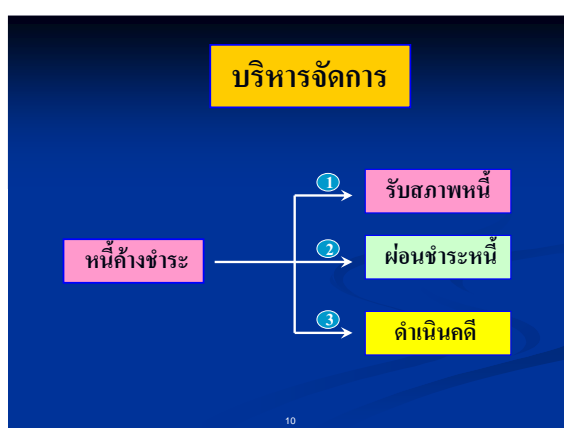 บริหารจัดการ
หนี้ค้างชำระ
1
รับสภาพหนี้
2
ผ่อนชำระหนี้
3
ดำเนินคดี
10